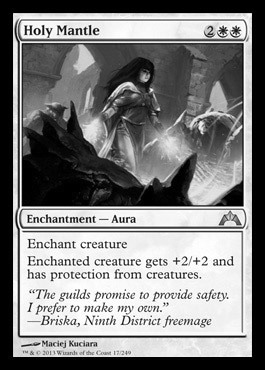 Holy Mantle 2
Enchantment — Aura
Enchant creature
Enchanted creature gets +2/+2 and
has protection from creatures.
“The guilds promise to provide safety.
I prefer to make my own.”
—Briska, Ninth District freemage
Maciej Kuciara
™ & © 2013 Wizards of the Coast 17/249